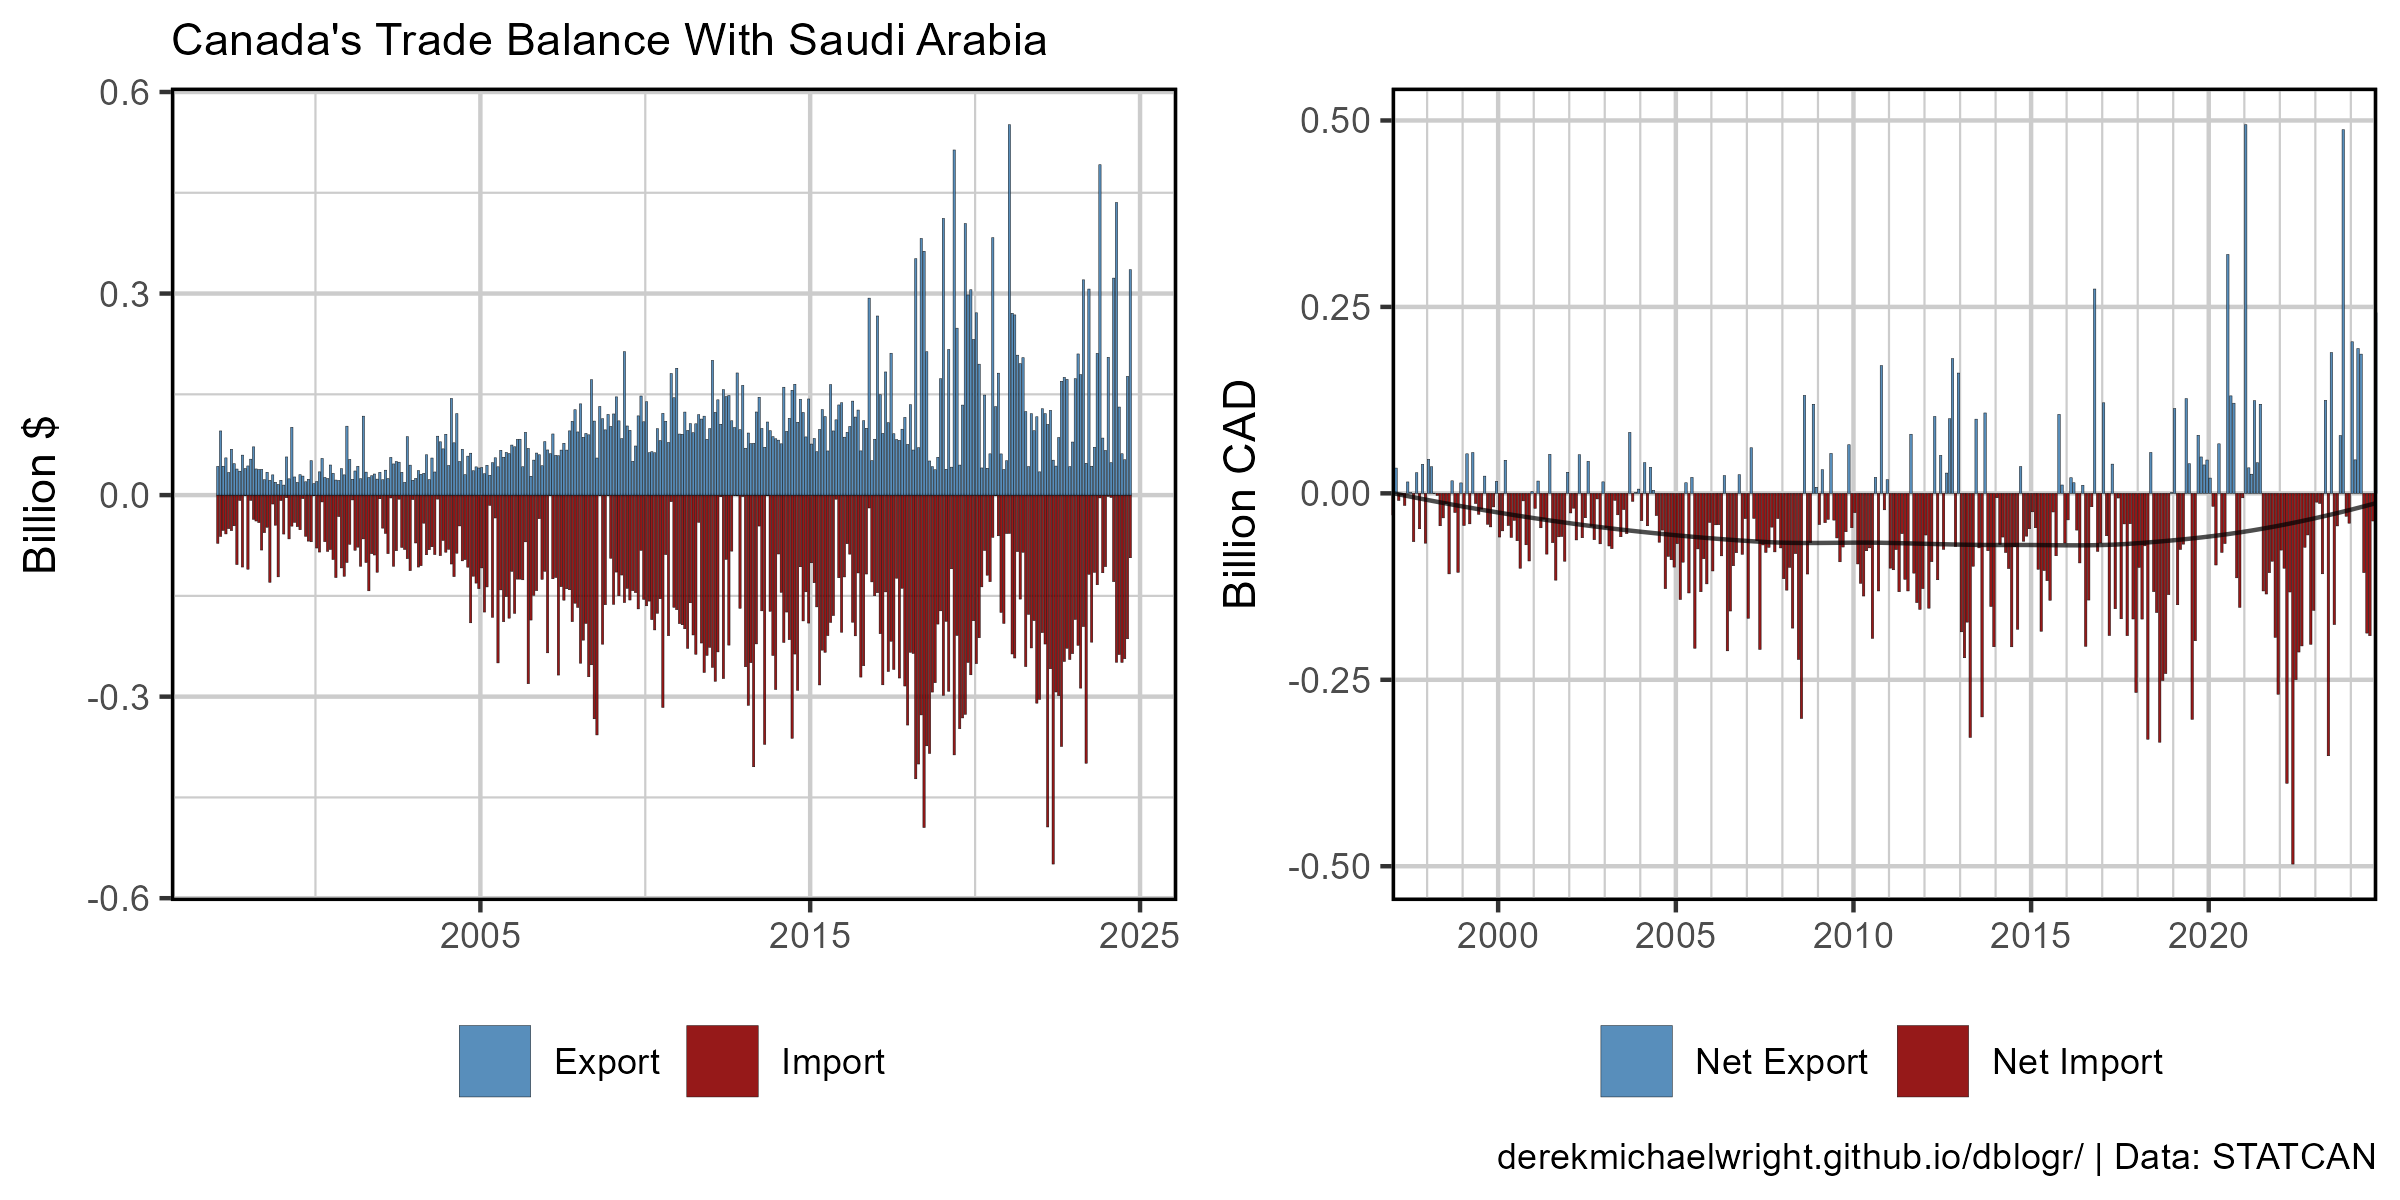 Canada's Trade Balance With Saudi Arabia
Billion $
0.6
0.3
0.0
-0.3
-0.6
2005 2015 2025
Export Import
Billion CAD
0.50
0.25
0.00
-0.25
-0.50
2000 2005 2010 2015 2020
Net Export Net Import
derekmichaelwright.github.io/dblogr/ | Data: STATCAN